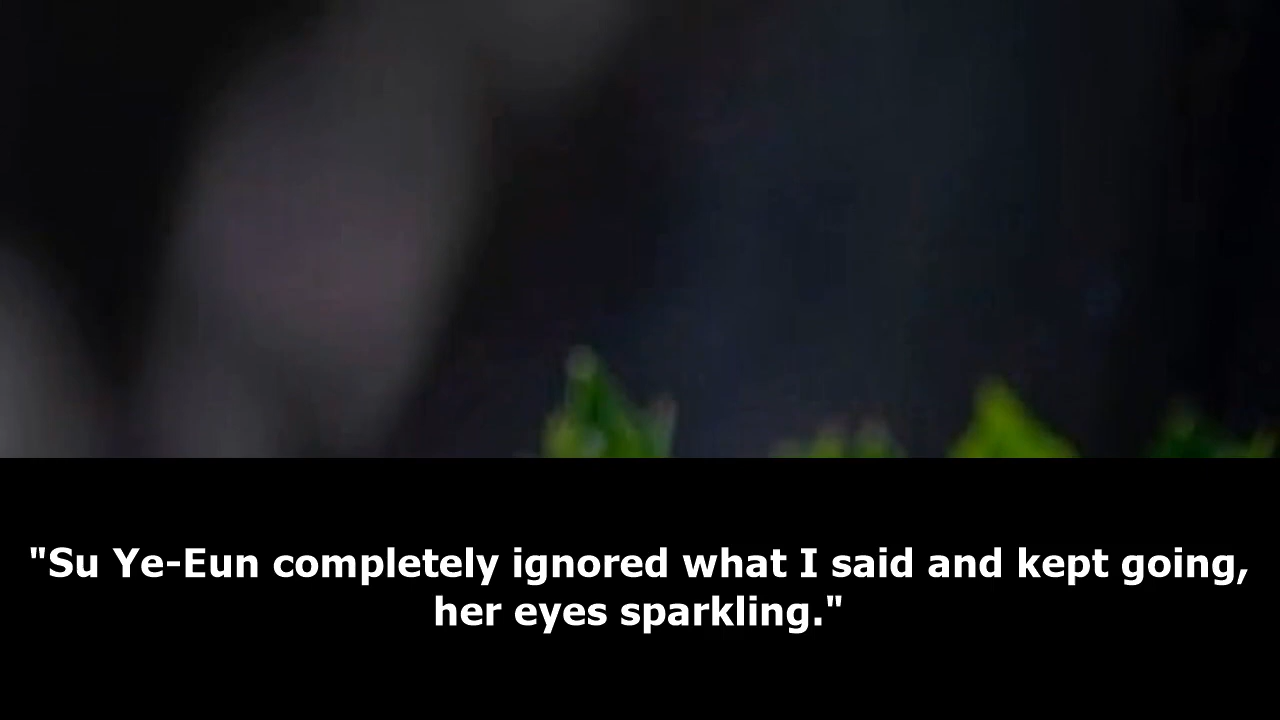 "Su Ye-Eun completely ignored what I said and kept going,
her eyes sparkling."